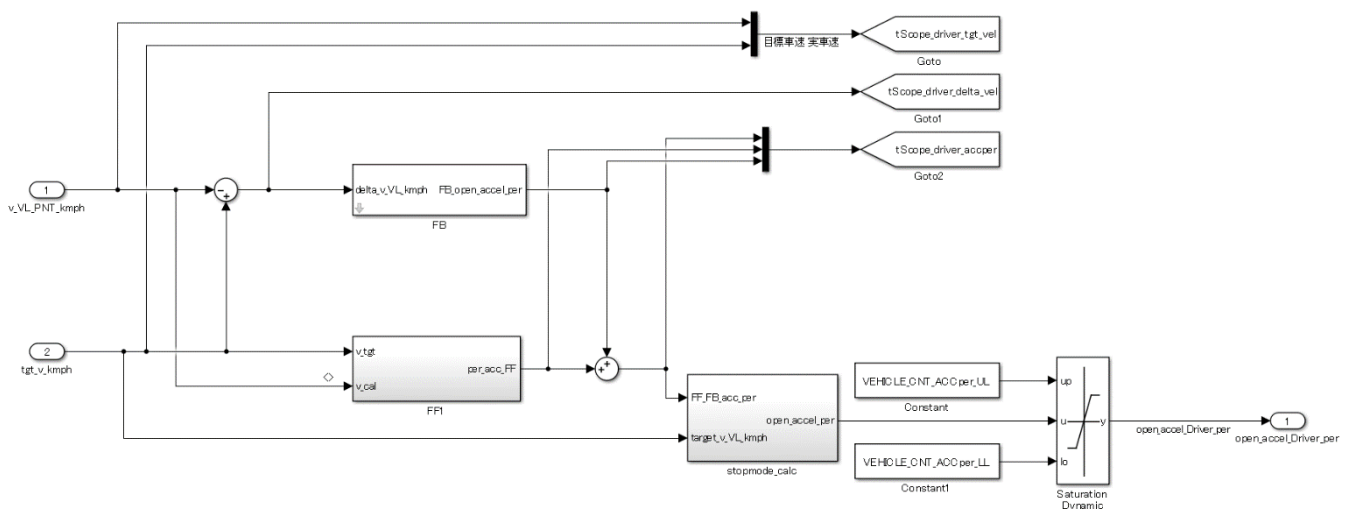 tScope_driver_tgt_vel
目標車速 実車速
Goto
tScope_driver_delta_vel
Goto1
tScope_driver_accper
Goto2
1
v_VL_PNT_kmph
-
+
delta_v_VL_kmph
FB_open_accel_per
FB
2
tgt_v_kmph
v_tgt
v_cal
per_acc_FF
FF1
+
+
FF_FB_acc_per
open_accel_per
target_v_VL_kmph
stopmode_calc
VEHICLE_CNT_ACCper_UL
Constant
VEHICLE_CNT_ACCper_LL
Constant1
up
u
y
lo
Saturation
Dynamic
open_accel_Driver_per
1
open_accel_Driver_per